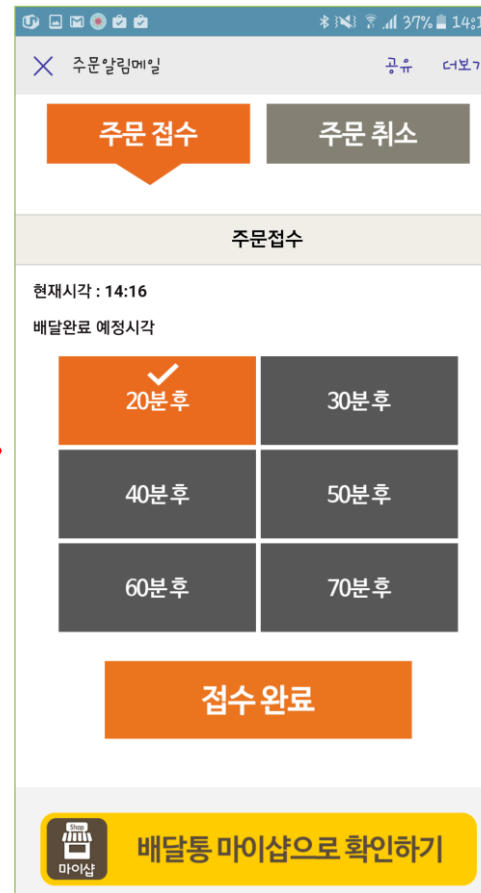 37% 14:1
주문알림메일 공유 더보기
주문 접수 주문 취소
주문접수
현재시각 : 14:16
배달완료 예정시각
20분 후 30분 후
40분 후 50분 후
60분 후 70분 후
접수 완료
Shop
마이샵
배달통 마이샵으로 확인하기